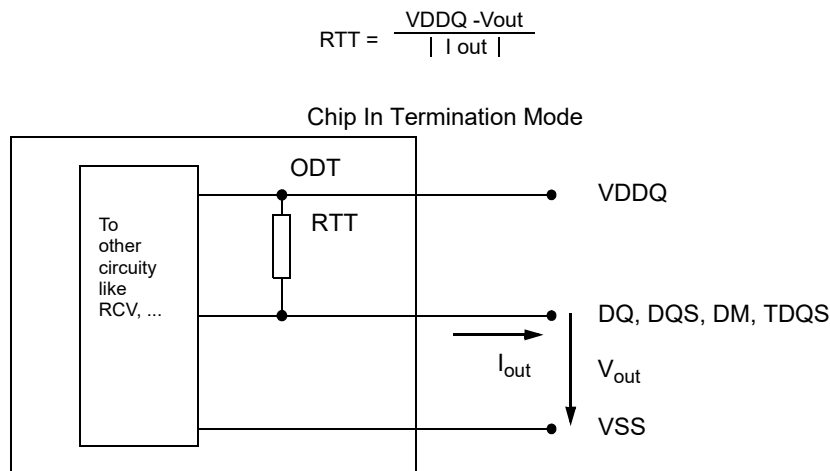 RTT = VDDQ -Vout
| I out |
Chip In Termination Mode
ODT
VDDQ
RTT
To
other
circuity
like
RCV, ...
DQ, DQS, DM, TDQS
Iout
Vout
VSS